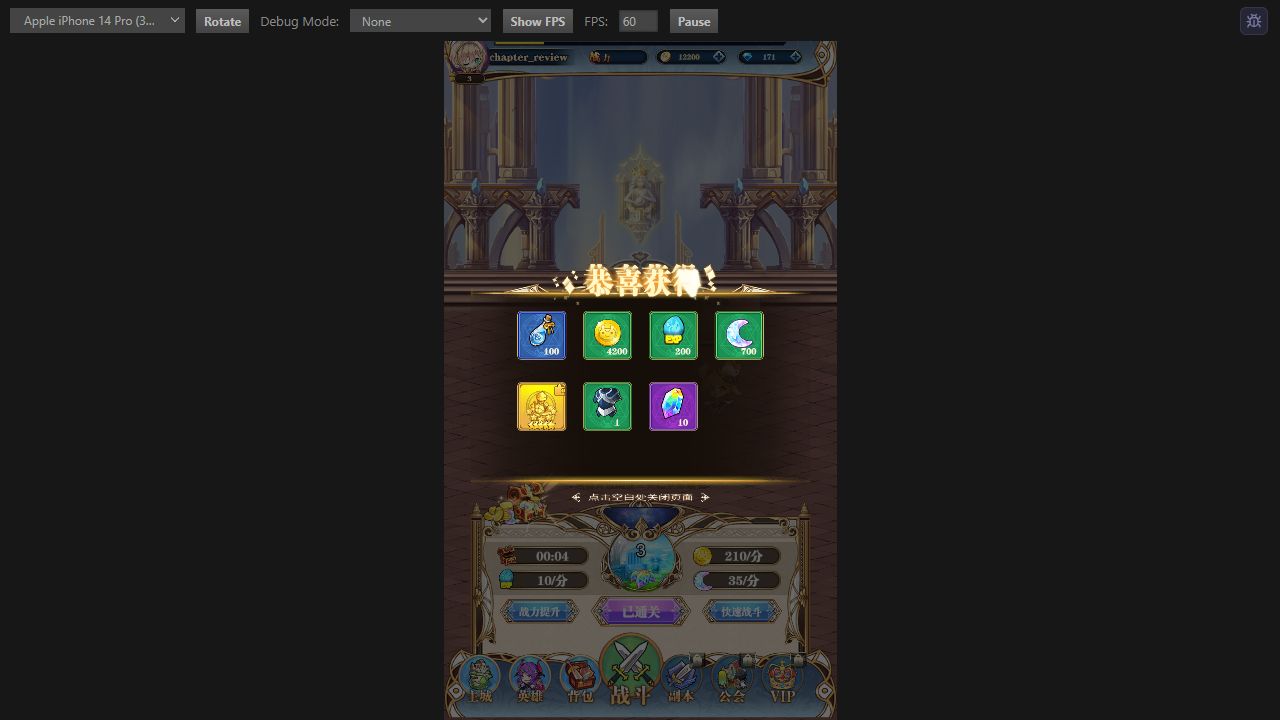 Apple iPhone 14 Pro (3...
Rotate
Debug Mode:
None
Show FPS
FPS:
60
Pause
chapter_review
战力
12200
171
3
恭喜获得
100
4200
200
700
1
10
点击空白处关闭页面
00:04
3
210/分
10/分
35/分
战力提升
已通关
快速战斗
主城
英雄
背包
战斗
副本
公会
VIP